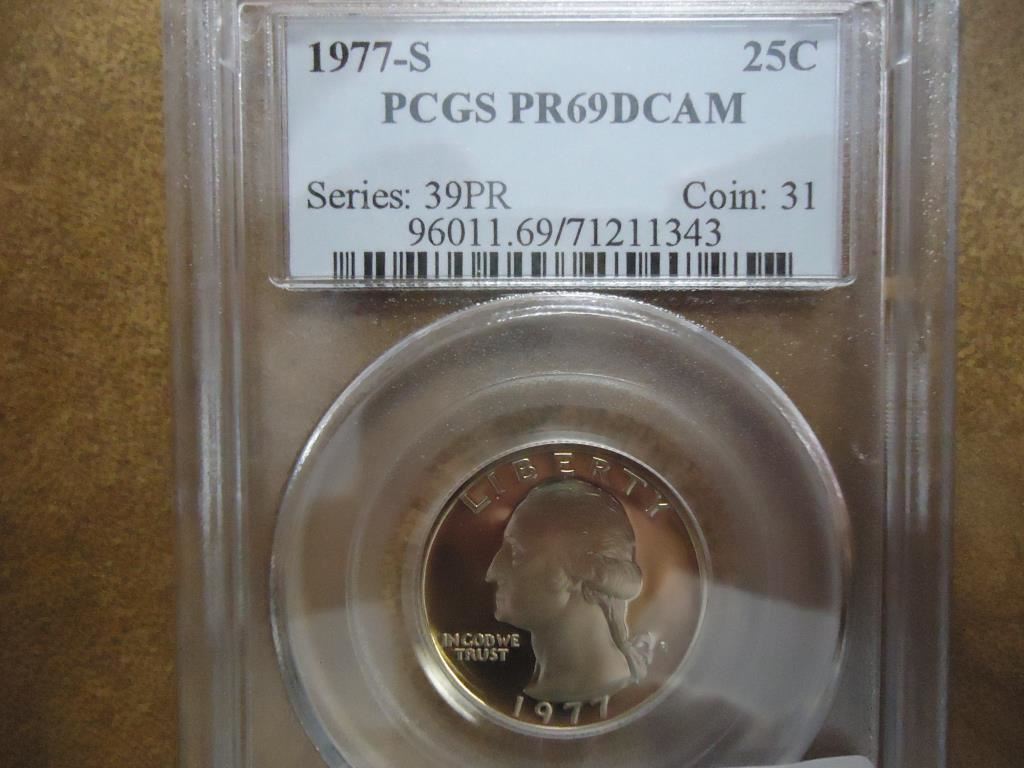 1977-S 25C
PCGS PR69DCAM
Series: 39PR Coin: 31
96011.69/71211343
LIBERTY
IN GOD WE
TRUST
1977